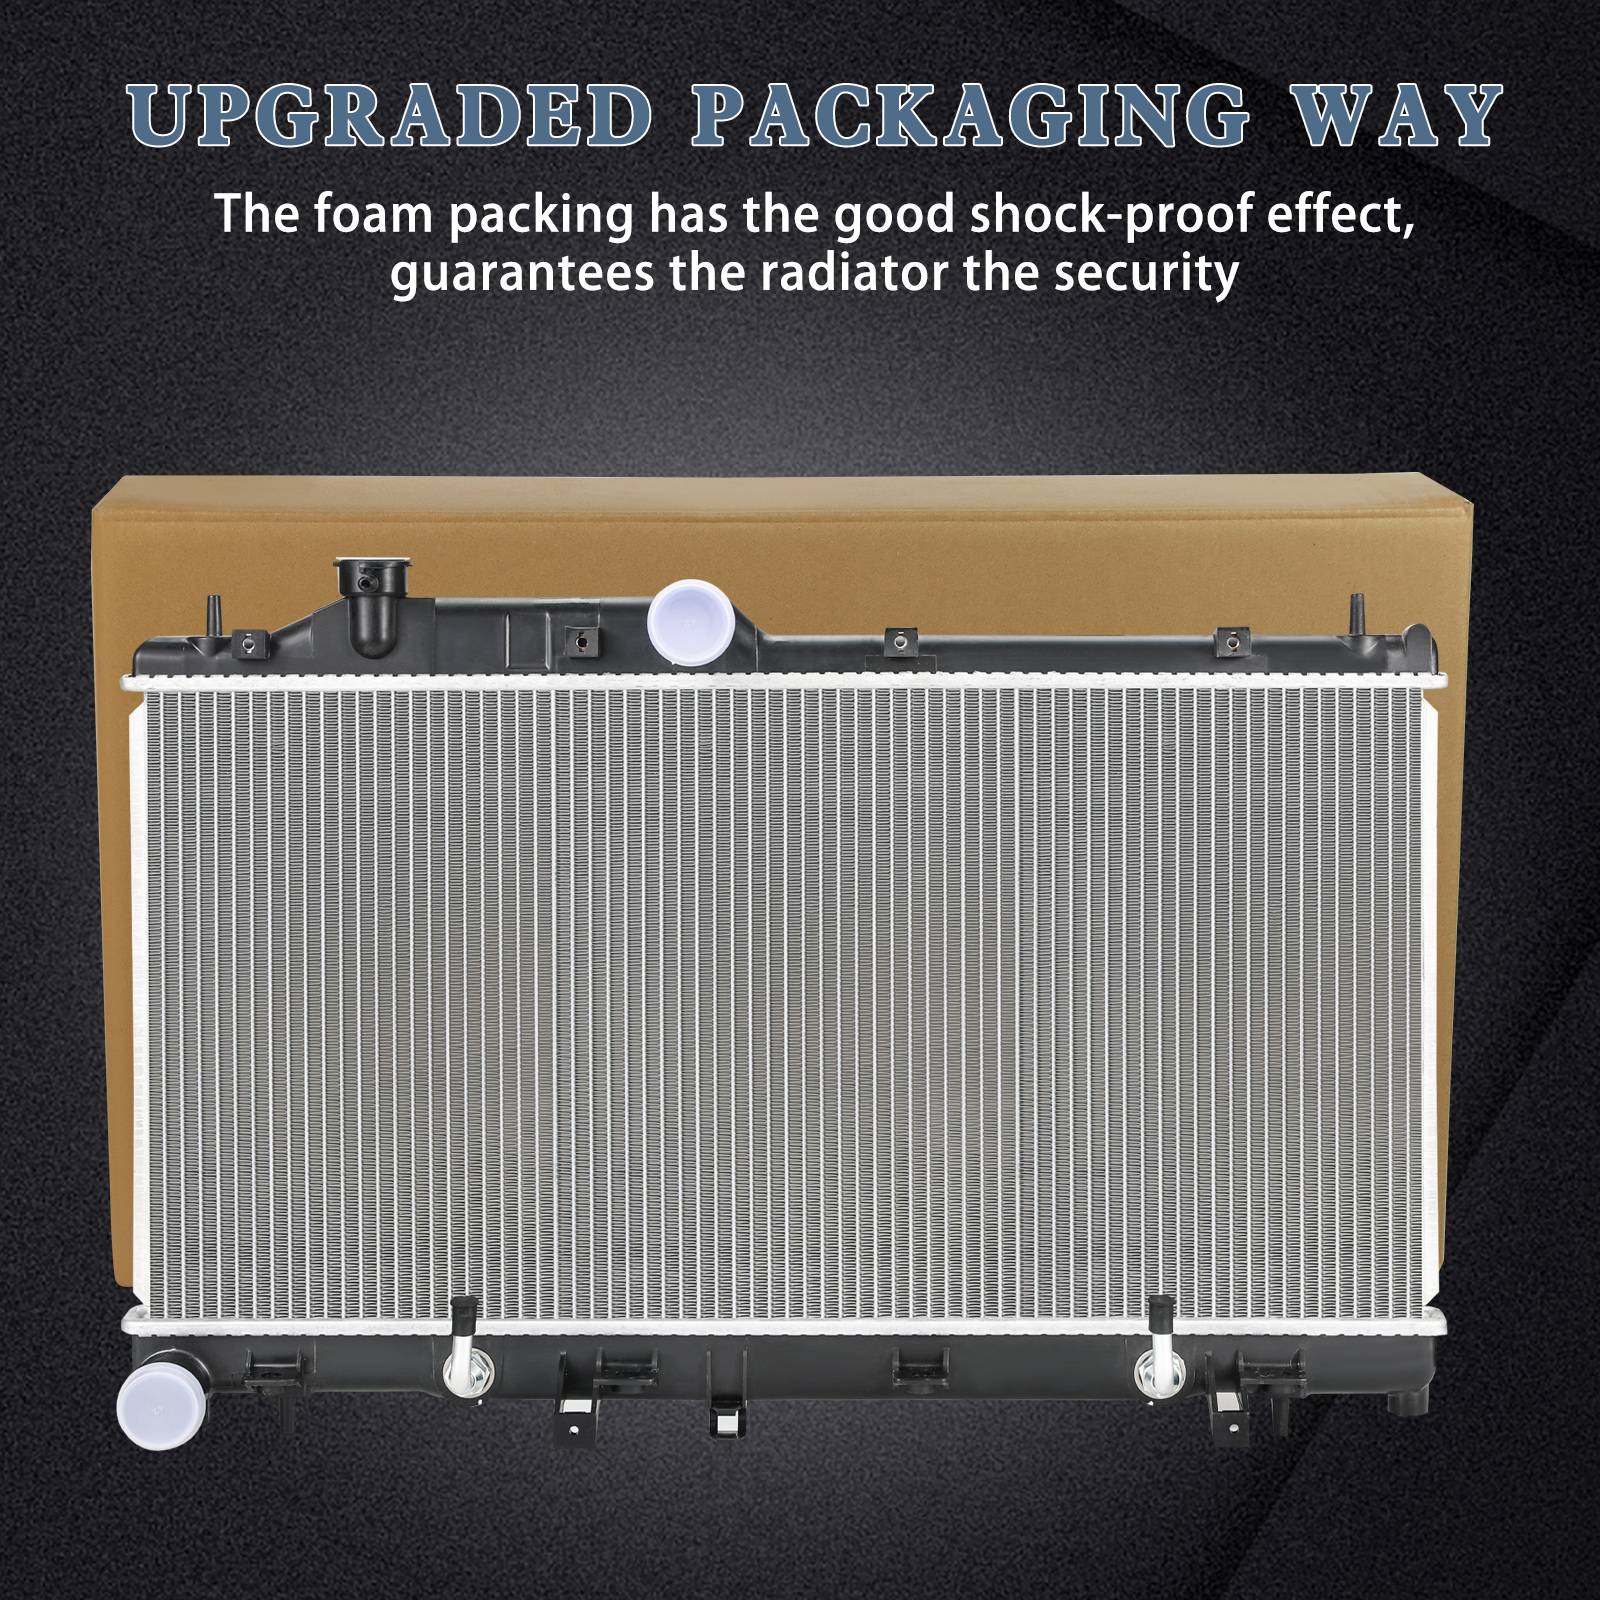 UPGRADED PACKAGING WAY
The foam packing has the good shock-proof effect,
guarantees the radiator the security